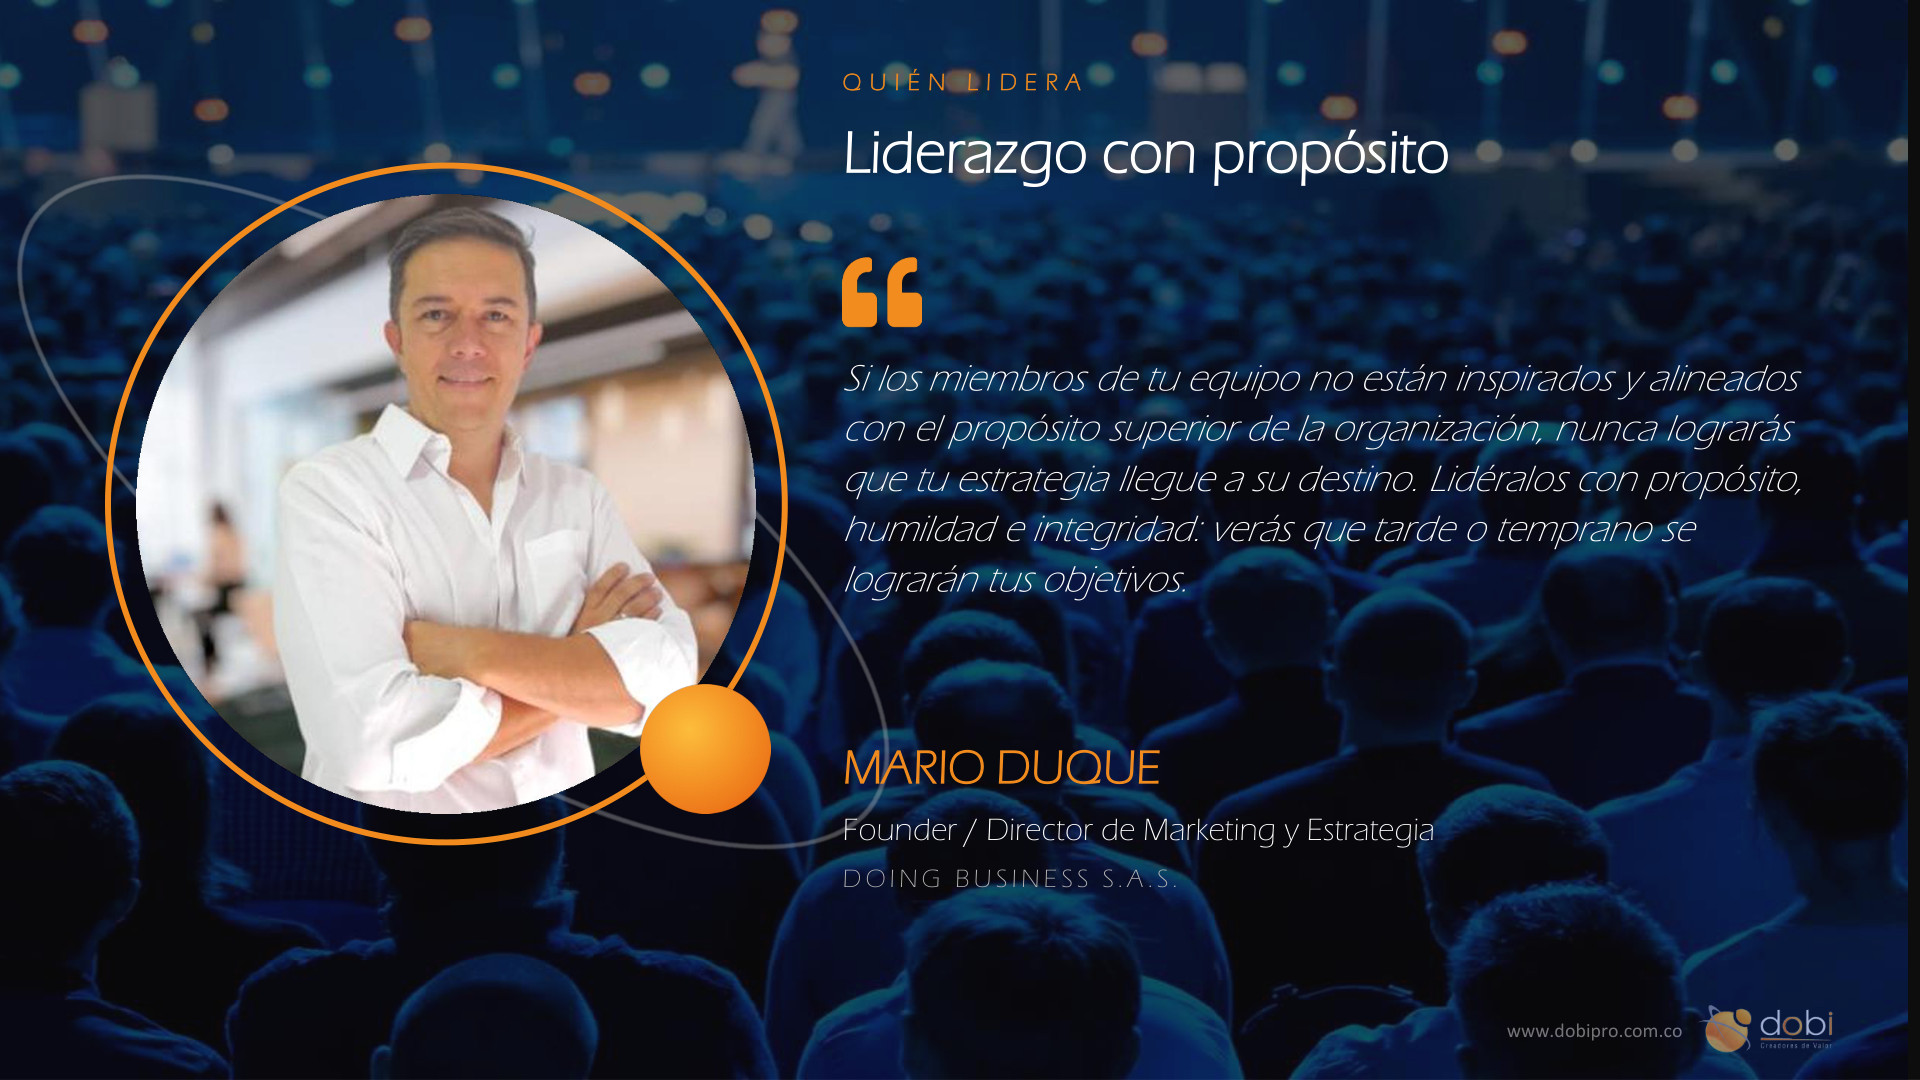 QUIÉN LIDERA
Liderazgo con propósito
Si los miembros de tu equipo no están inspirados y alineados
con el propósito superior de la organización, nunca lograrás
que tu estrategia llegue a su destino. Lidéralos con propósito,
humildad e integridad: verás que tarde o temprano se
lograrán tus objetivos.
MARIO DUQUE
Founder / Director de Marketing y Estrategia
DOING BUSINESS S.A.S.
www.dobipro.com.co
dobi
Creadores de Valor